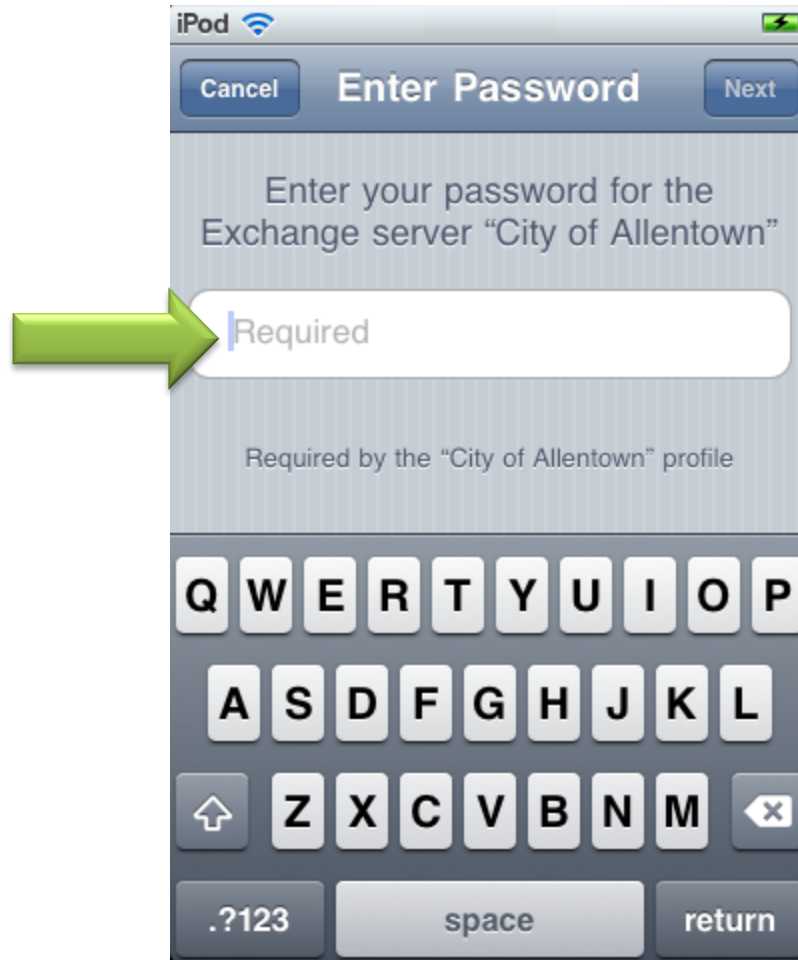 iPod
Cancel Enter Password Next
Enter your password for the
Exchange server “City of Allentown”
Required
Required by the “City of Allentown” profile
Q W E R T Y U I O P
A S D F G H J K L
Z X C V B N M
.?123 space return